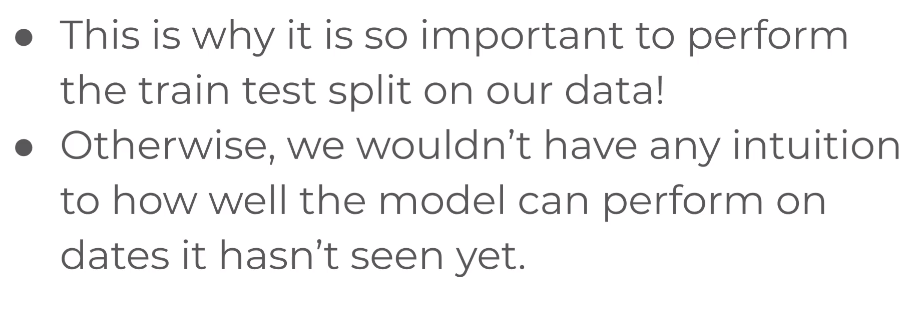 ● This is why it is so important to perform
the train test split on our data!
● Otherwise, we wouldn’t have any intuition
to how well the model can perform on
dates it hasn’t seen yet.